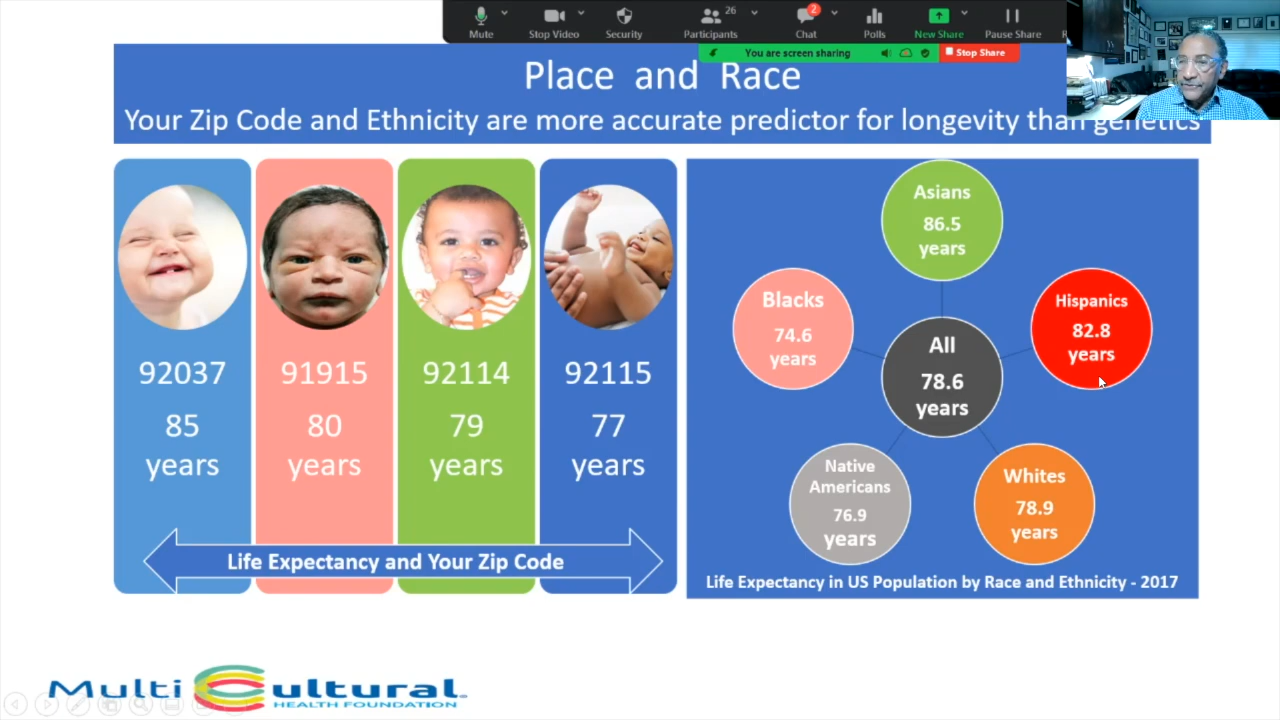 26
2
Mute
Stop Video
Security
Participants
Chat
Polls
New Share
Pause Share
You are screen sharing
Stop Share
Place and Race
Your Zip Code and Ethnicity are more accurate predictor for longevity than genetics
92037
85
years
91915
80
years
92114
79
years
92115
77
years
Life Expectancy and Your Zip Code
Asians
86.5
years
Blacks
74.6
years
Hispanics
82.8
years
All
78.6
years
Native
Americans
76.9
years
Whites
78.9
years
Life Expectancy in US Population by Race and Ethnicity - 2017
Multi Cultural
HEALTH FOUNDATION